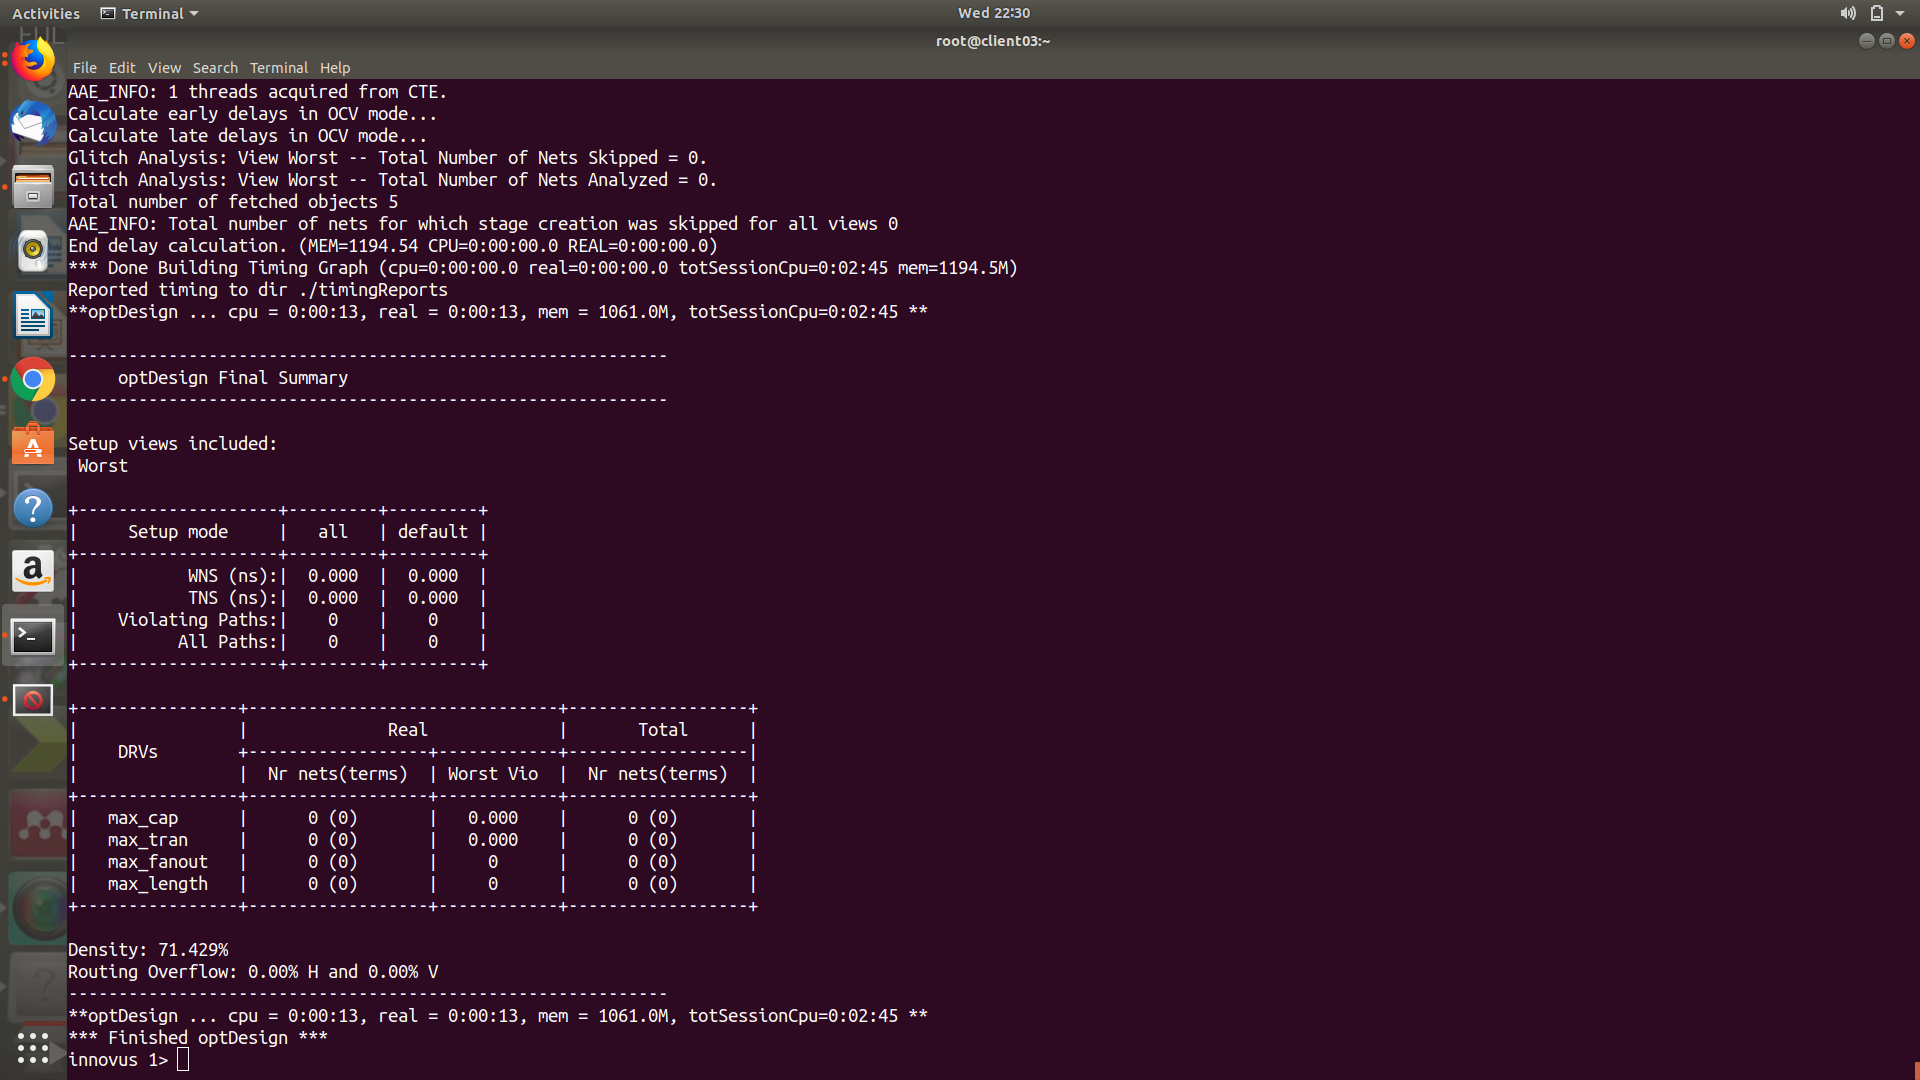 Activities Terminal Wed 22:30
root@client03:~
File Edit View Search Terminal Help
AAE_INFO: 1 threads acquired from CTE.
Calculate early delays in OCV mode...
Calculate late delays in OCV mode...
Glitch Analysis: View Worst -- Total Number of Nets Skipped = 0.
Glitch Analysis: View Worst -- Total Number of Nets Analyzed = 0.
Total number of fetched objects 5
AAE_INFO: Total number of nets for which stage creation was skipped for all views 0
End delay calculation. (MEM=1194.54 CPU=0:00:00.0 REAL=0:00:00.0)
*** Done Building Timing Graph (cpu=0:00:00.0 real=0:00:00.0 totSessionCpu=0:02:45 mem=1194.5M)
Reported timing to dir ./timingReports
**optDesign ... cpu = 0:00:13, real = 0:00:13, mem = 1061.0M, totSessionCpu=0:02:45 **
------------------------------------------------------------
     optDesign Final Summary
------------------------------------------------------------
Setup views included:
 Worst
+--------------------+---------+---------+
|     Setup mode     |   all   | default |
+--------------------+---------+---------+
|           WNS (ns):|  0.000  |  0.000  |
|           TNS (ns):|  0.000  |  0.000  |
|    Violating Paths:|    0    |    0    |
|          All Paths:|    0    |    0    |
+--------------------+---------+---------+
+----------------+-------------------------------+------------------+
|                |              Real             |       Total      |
|    DRVs        +------------------+------------+------------------|
|                |  Nr nets(terms)  | Worst Vio  |  Nr nets(terms)  |
+----------------+------------------+------------+------------------+
|   max_cap      |      0 (0)       |   0.000    |      0 (0)       |
|   max_tran     |      0 (0)       |   0.000    |      0 (0)       |
|   max_fanout   |      0 (0)       |     0      |      0 (0)       |
|   max_length   |      0 (0)       |     0      |      0 (0)       |
+----------------+------------------+------------+------------------+
Density: 71.429%
Routing Overflow: 0.00% H and 0.00% V
------------------------------------------------------------
**optDesign ... cpu = 0:00:13, real = 0:00:13, mem = 1061.0M, totSessionCpu=0:02:45 **
*** Finished optDesign ***
innovus 1>